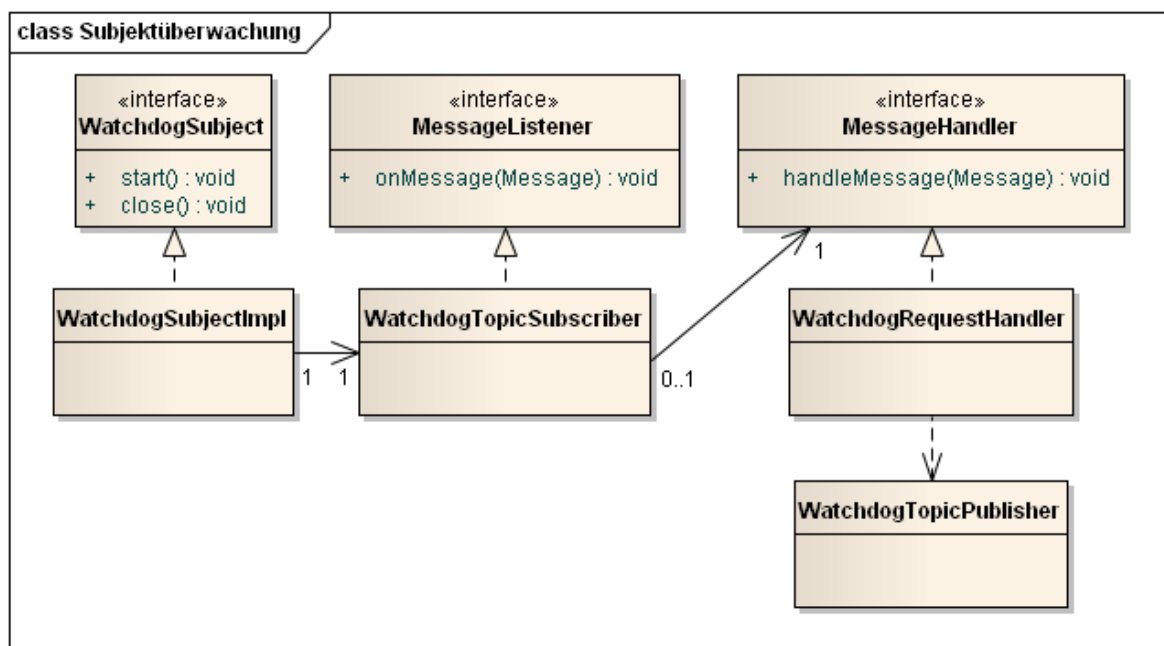 class Subjektüberwachung
«interface»
WatchdogSubject
+ start() : void
+ close() : void
«interface»
MessageListener
+ onMessage(Message) : void
«interface»
MessageHandler
+ handleMessage(Message) : void
WatchdogSubjectImpl
1
1
WatchdogTopicSubscriber
0..1
1
WatchdogRequestHandler
WatchdogTopicPublisher